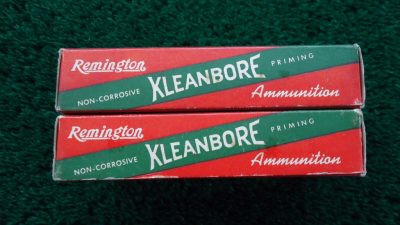 Remington
NON-CORROSIVE KLEANBORE PRIMING
Ammunition
Remington
NON-CORROSIVE KLEANBORE PRIMING
Ammunition